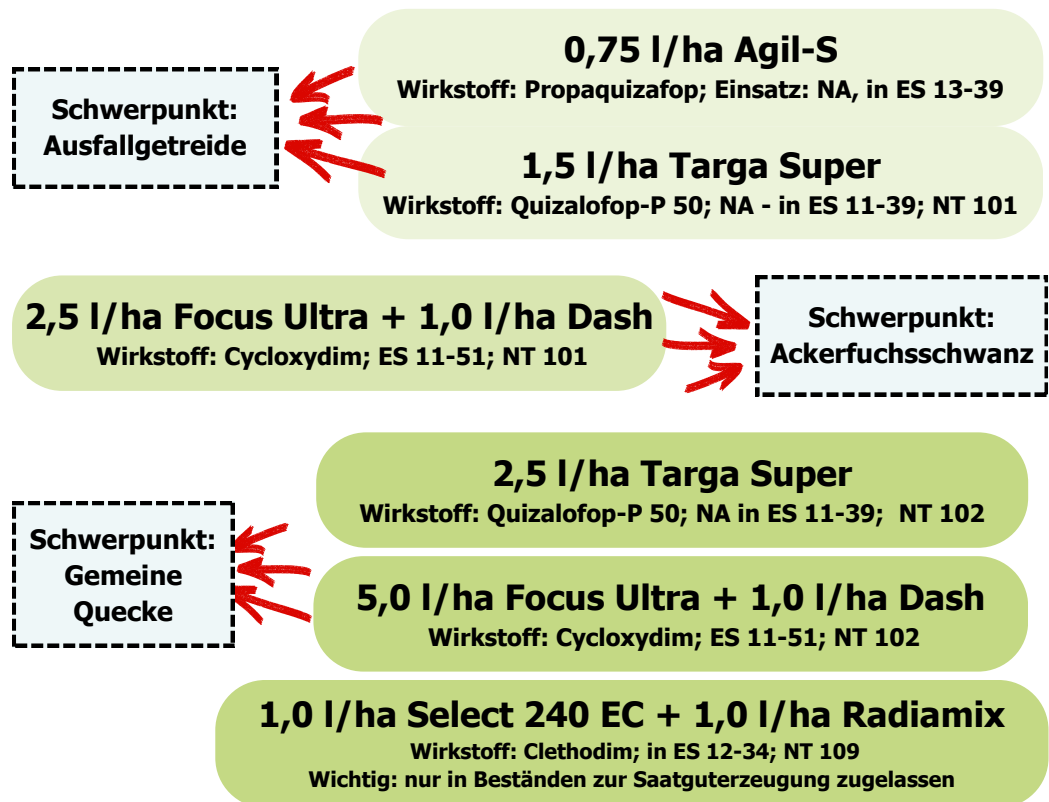 0,75 l/ha Agil-S
Wirkstoff: Propaquizafop; Einsatz: NA, in ES 13-39
Schwerpunkt:
Ausfallgetreide
1,5 l/ha Targa Super
Wirkstoff: Quizalofop-P 50; NA - in ES 11-39; NT 101
2,5 l/ha Focus Ultra + 1,0 l/ha Dash
Wirkstoff: Cycloxydim; ES 11-51; NT 101
Schwerpunkt:
Ackerfuchsschwanz
2,5 l/ha Targa Super
Wirkstoff: Quizalofop-P 50; NA in ES 11-39; NT 102
Schwerpunkt:
Gemeine
Quecke
5,0 l/ha Focus Ultra + 1,0 l/ha Dash
Wirkstoff: Cycloxydim; ES 11-51; NT 102
1,0 l/ha Select 240 EC + 1,0 l/ha Radiamix
Wirkstoff: Clethodim; in ES 12-34; NT 109
Wichtig: nur in Beständen zur Saatguterzeugung zugelassen